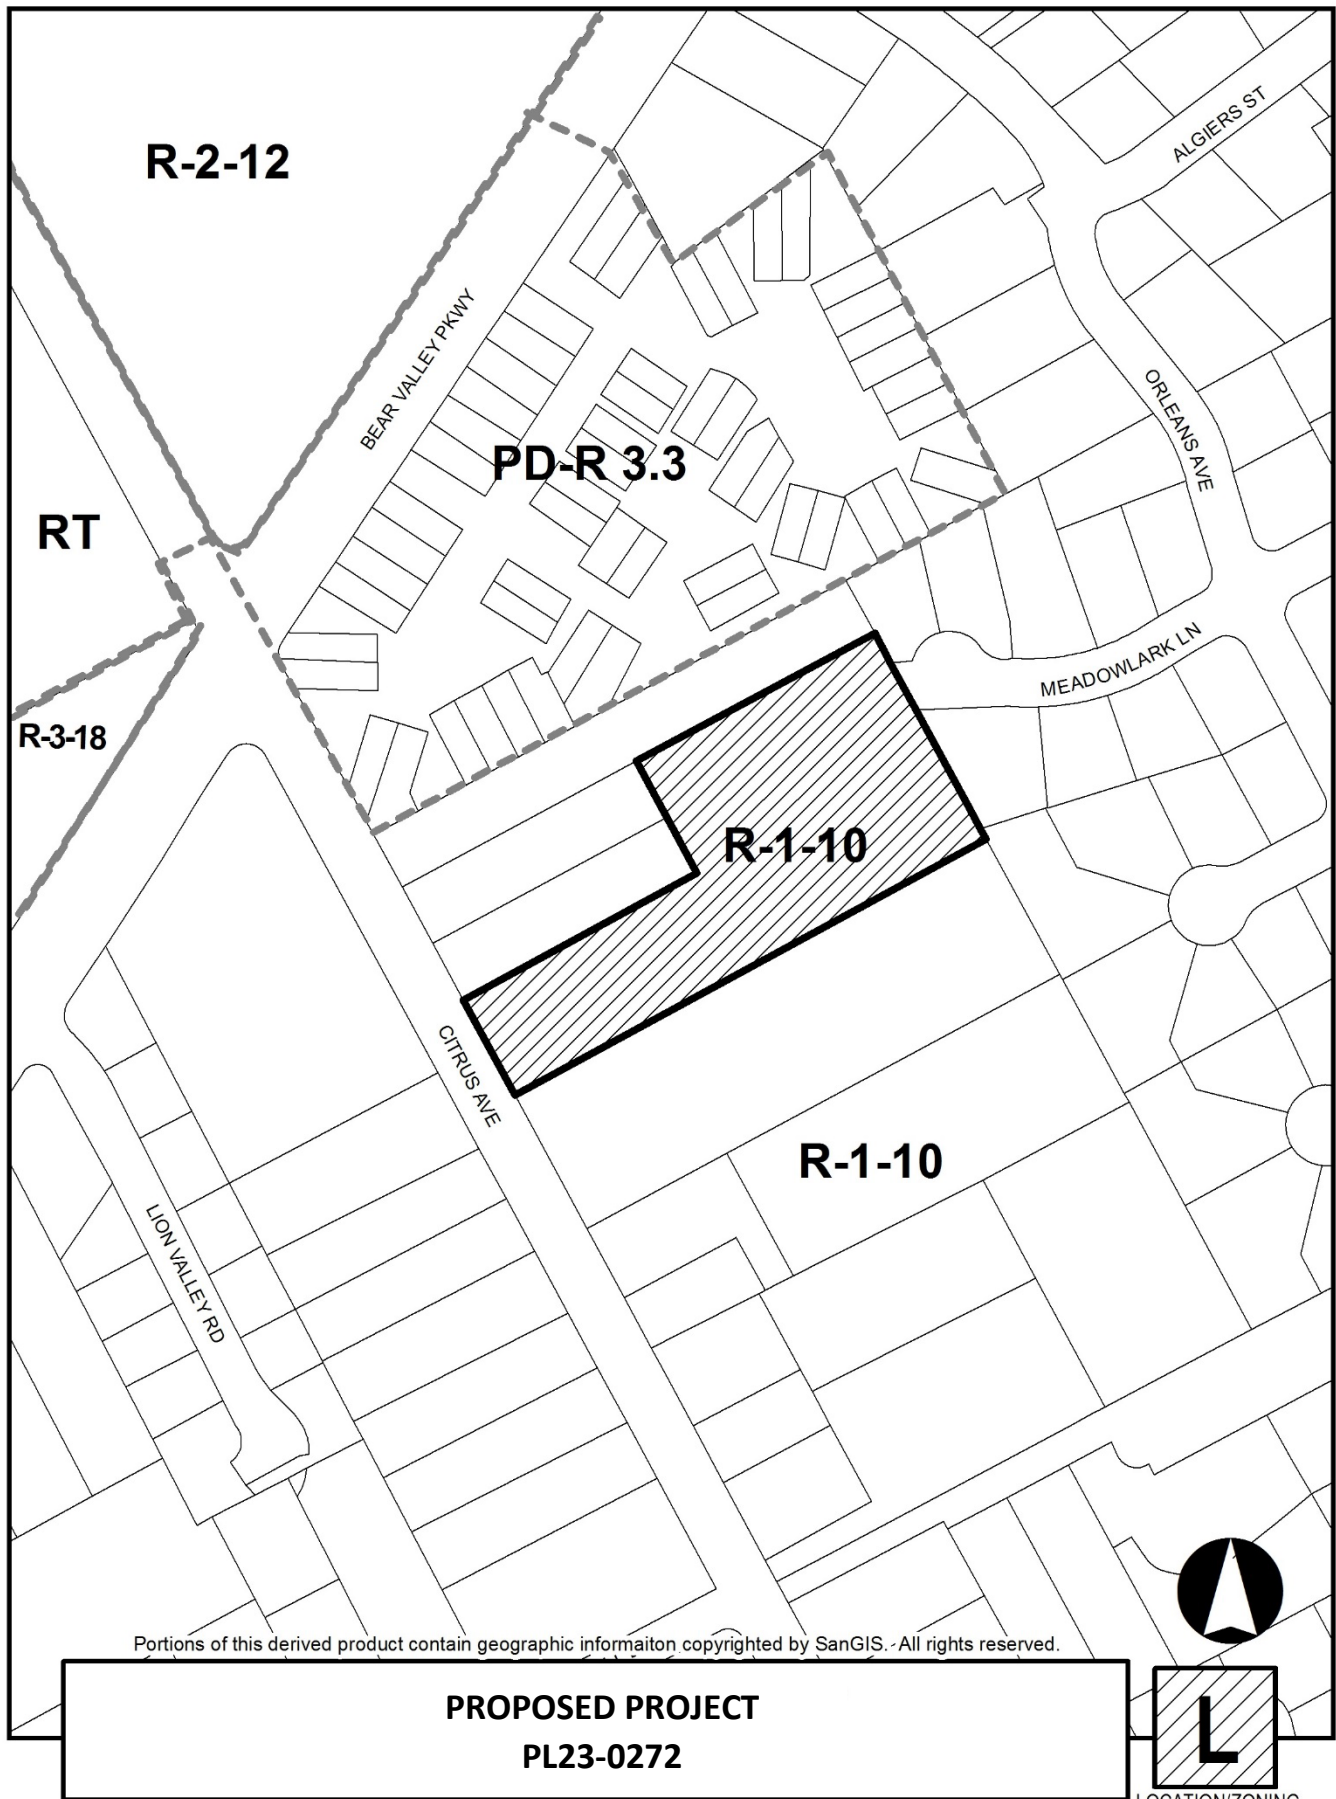 R-2-12
ALGIERS ST
BEAR VALLEY PKWY
ORLEANS AVE
PD-R 3.3
RT
MEADOWLARK LN
R-3-18
R-1-10
CITRUS AVE
R-1-10
LION VALLEY RD
Portions of this derived product contain geographic informaiton copyrighted by SanGIS. All rights reserved.
PROPOSED PROJECT
PL23-0272
L
LOCATION/ZONING